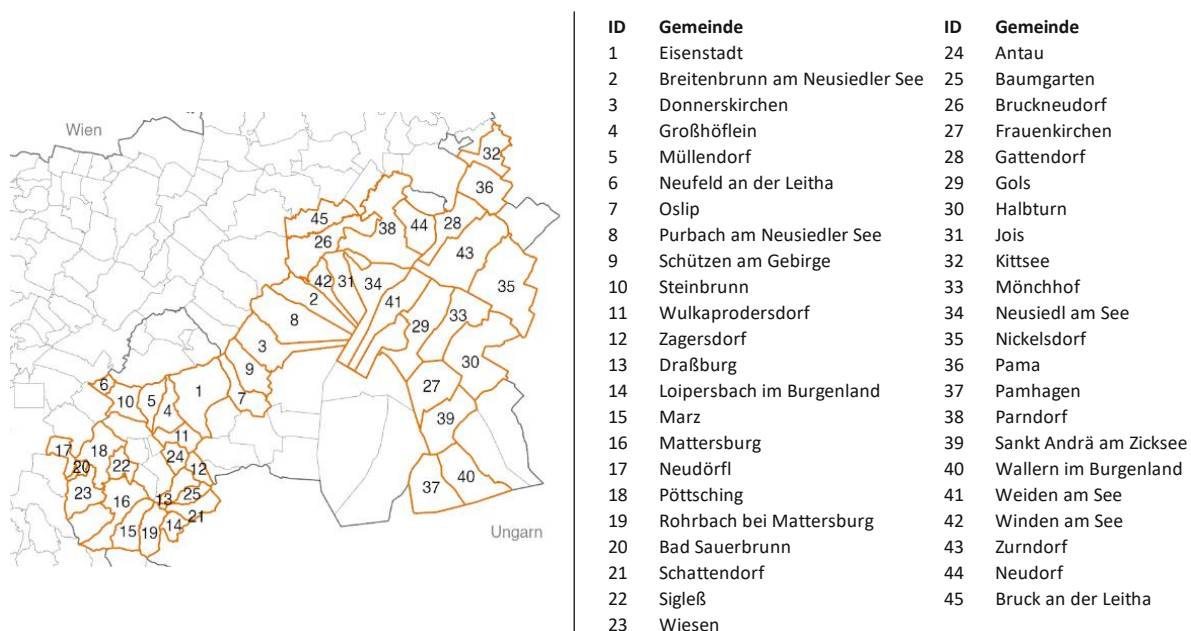 Wien
32
36
45
38
44
28
26
43
42
31
34
35
2
41
8
29
33
3
30
9
6
1
27
5
10
4
7
39
11
17
18
24
20
22
12
40
23
16
13
25
37
21
14
15
19
Ungarn
ID Gemeinde ID Gemeinde
1 Eisenstadt 24 Antau
2 Breitenbrunn am Neusiedler See 25 Baumgarten
3 Donnerskirchen 26 Bruckneudorf
4 Großhöflein 27 Frauenkirchen
5 Müllendorf 28 Gattendorf
6 Neufeld an der Leitha 29 Gols
7 Oslip 30 Halbturn
8 Purbach am Neusiedler See 31 Jois
9 Schützen am Gebirge 32 Kittsee
10 Steinbrunn 33 Mönchhof
11 Wulkaprodersdorf 34 Neusiedl am See
12 Zagersdorf 35 Nickelsdorf
13 Draßburg 36 Pama
14 Loipersbach im Burgenland 37 Pamhagen
15 Marz 38 Parndorf
16 Mattersburg 39 Sankt Andrä am Zicksee
17 Neudörfl 40 Wallern im Burgenland
18 Pöttsching 41 Weiden am See
19 Rohrbach bei Mattersburg 42 Winden am See
20 Bad Sauerbrunn 43 Zurndorf
21 Schattendorf 44 Neudorf
22 Sigleß 45 Bruck an der Leitha
23 Wiesen